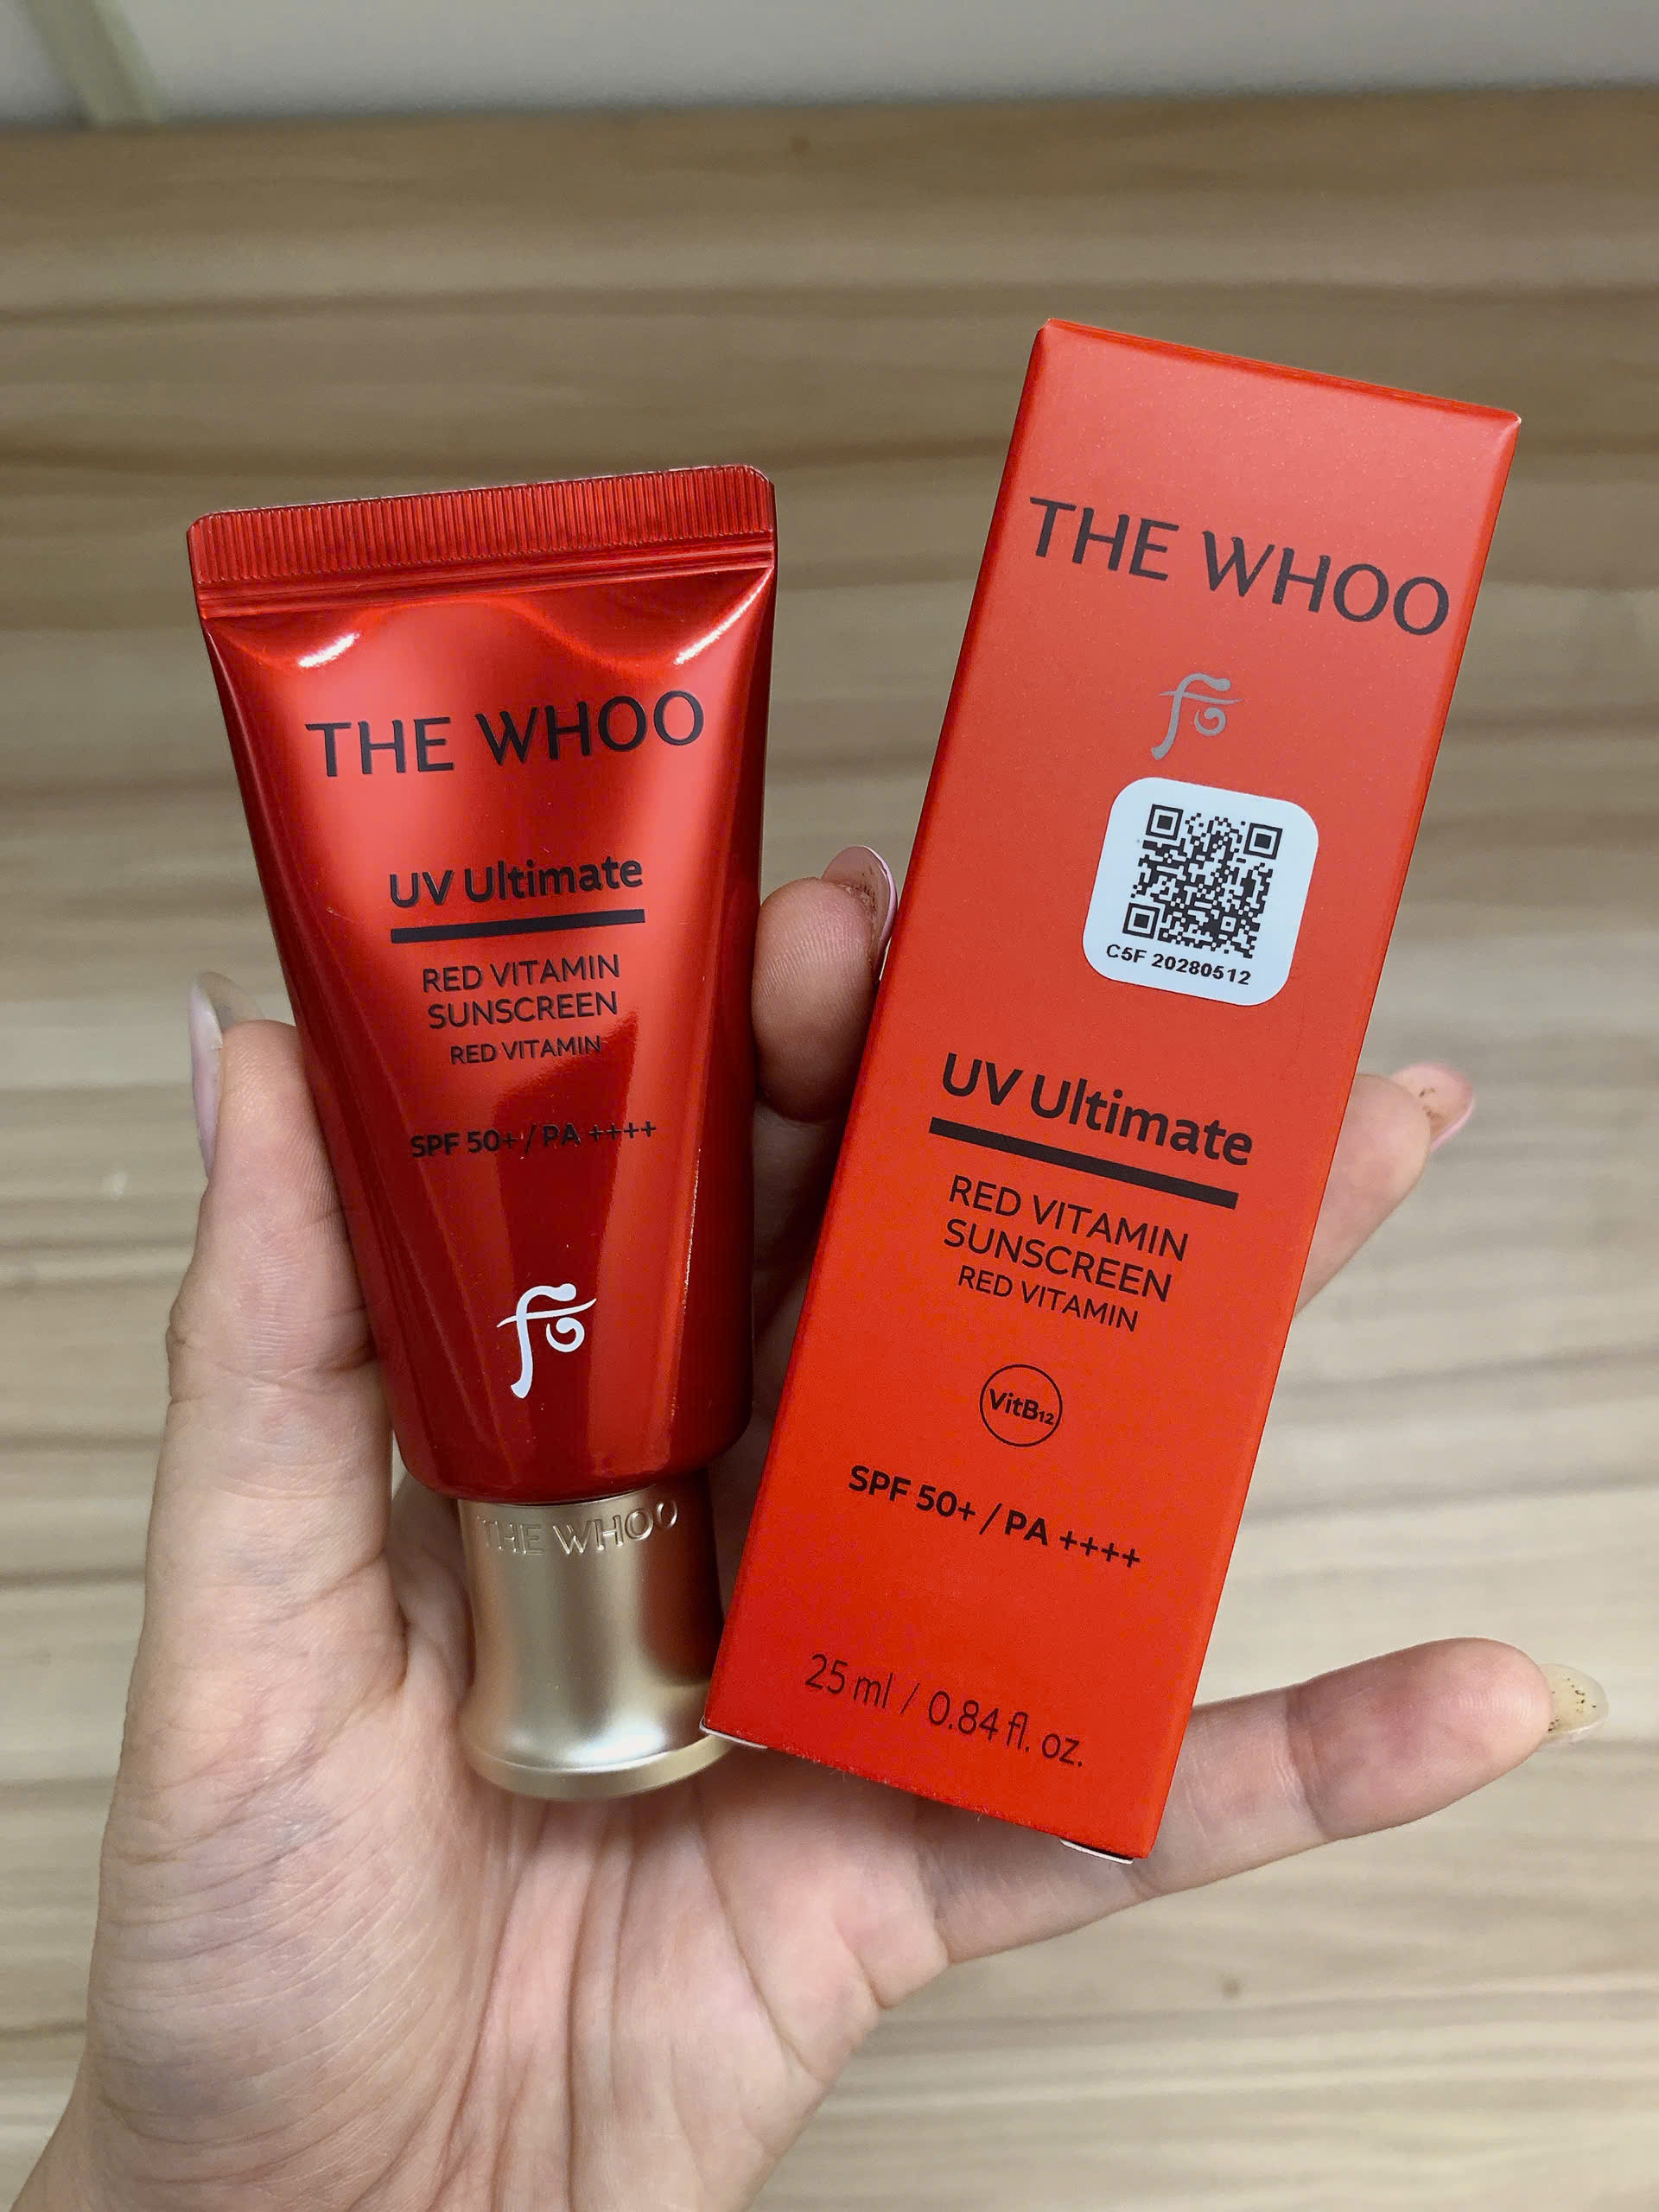 THE WHOO
UV Ultimate
RED VITAMIN
SUNSCREEN
RED VITAMIN
SPF 50+ / PA ++++
THE WHOO
THE WHOO
C5F 20280512
UV Ultimate
RED VITAMIN
SUNSCREEN
RED VITAMIN
VitB₁₂
SPF 50+ / PA ++++
25 ml / 0.84 fl. oz.